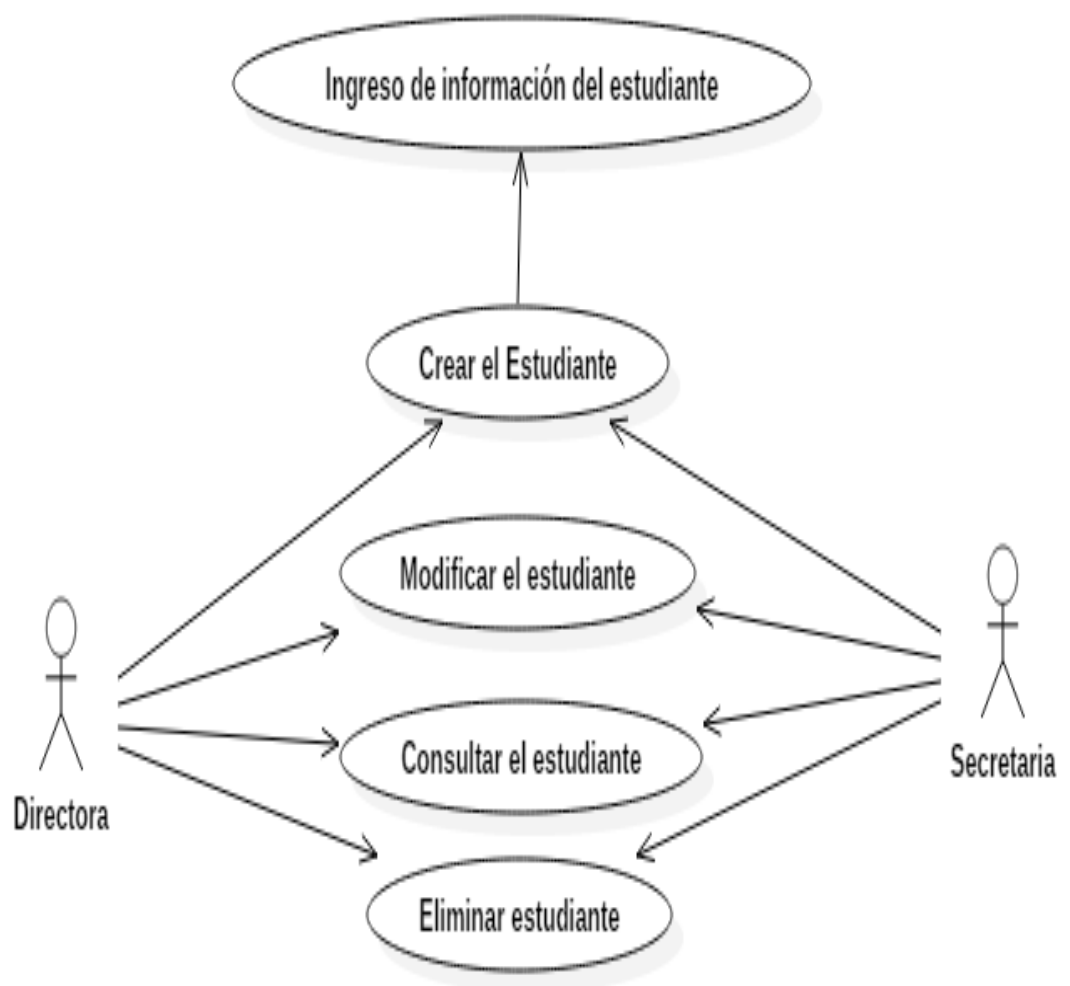 Ingreso de información del estudiante
Crear el Estudiante
Modificar el estudiante
Consultar el estudiante
Eliminar estudiante
Directora
Secretaria